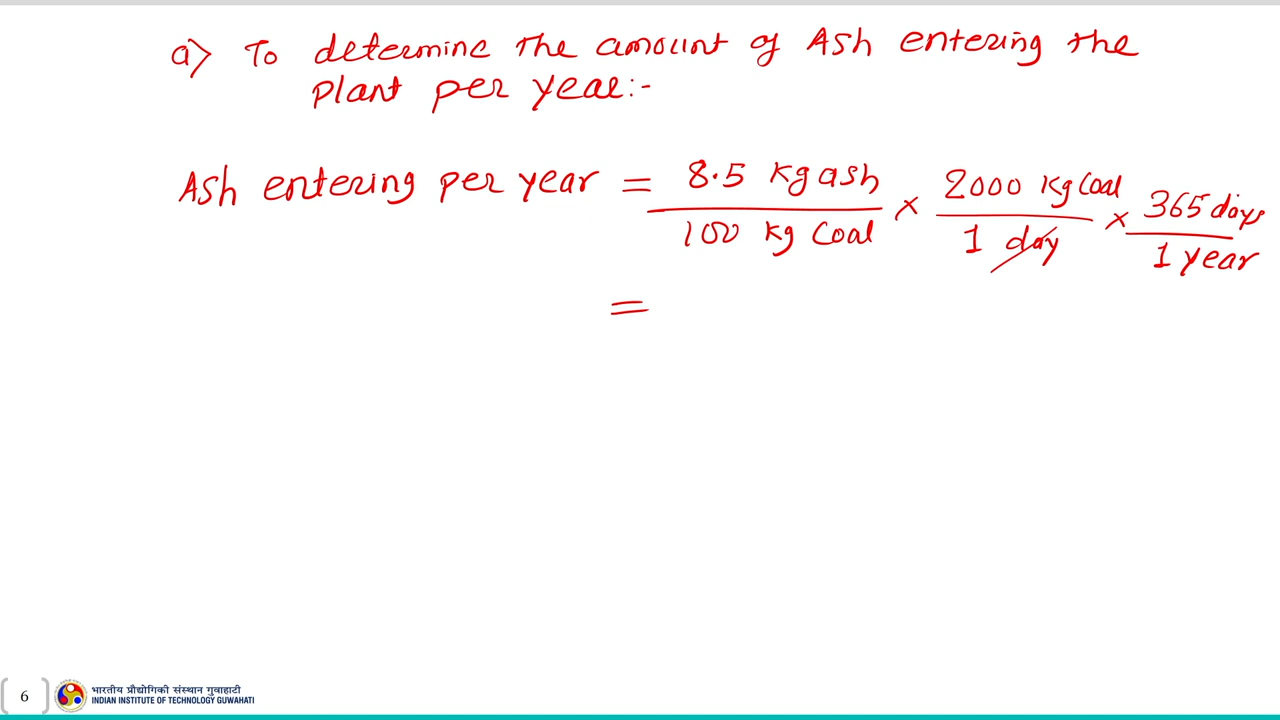 a) To determine the amount of Ash entering the
plant per year:-
Ash entering per year = 8.5 kg ash / 100 kg coal × 2000 kg coal / 1 day × 365 days / 1 year
=
6
भारतीय प्रौद्योगिकी संस्थान गुवाहाटी
INDIAN INSTITUTE OF TECHNOLOGY GUWAHATI